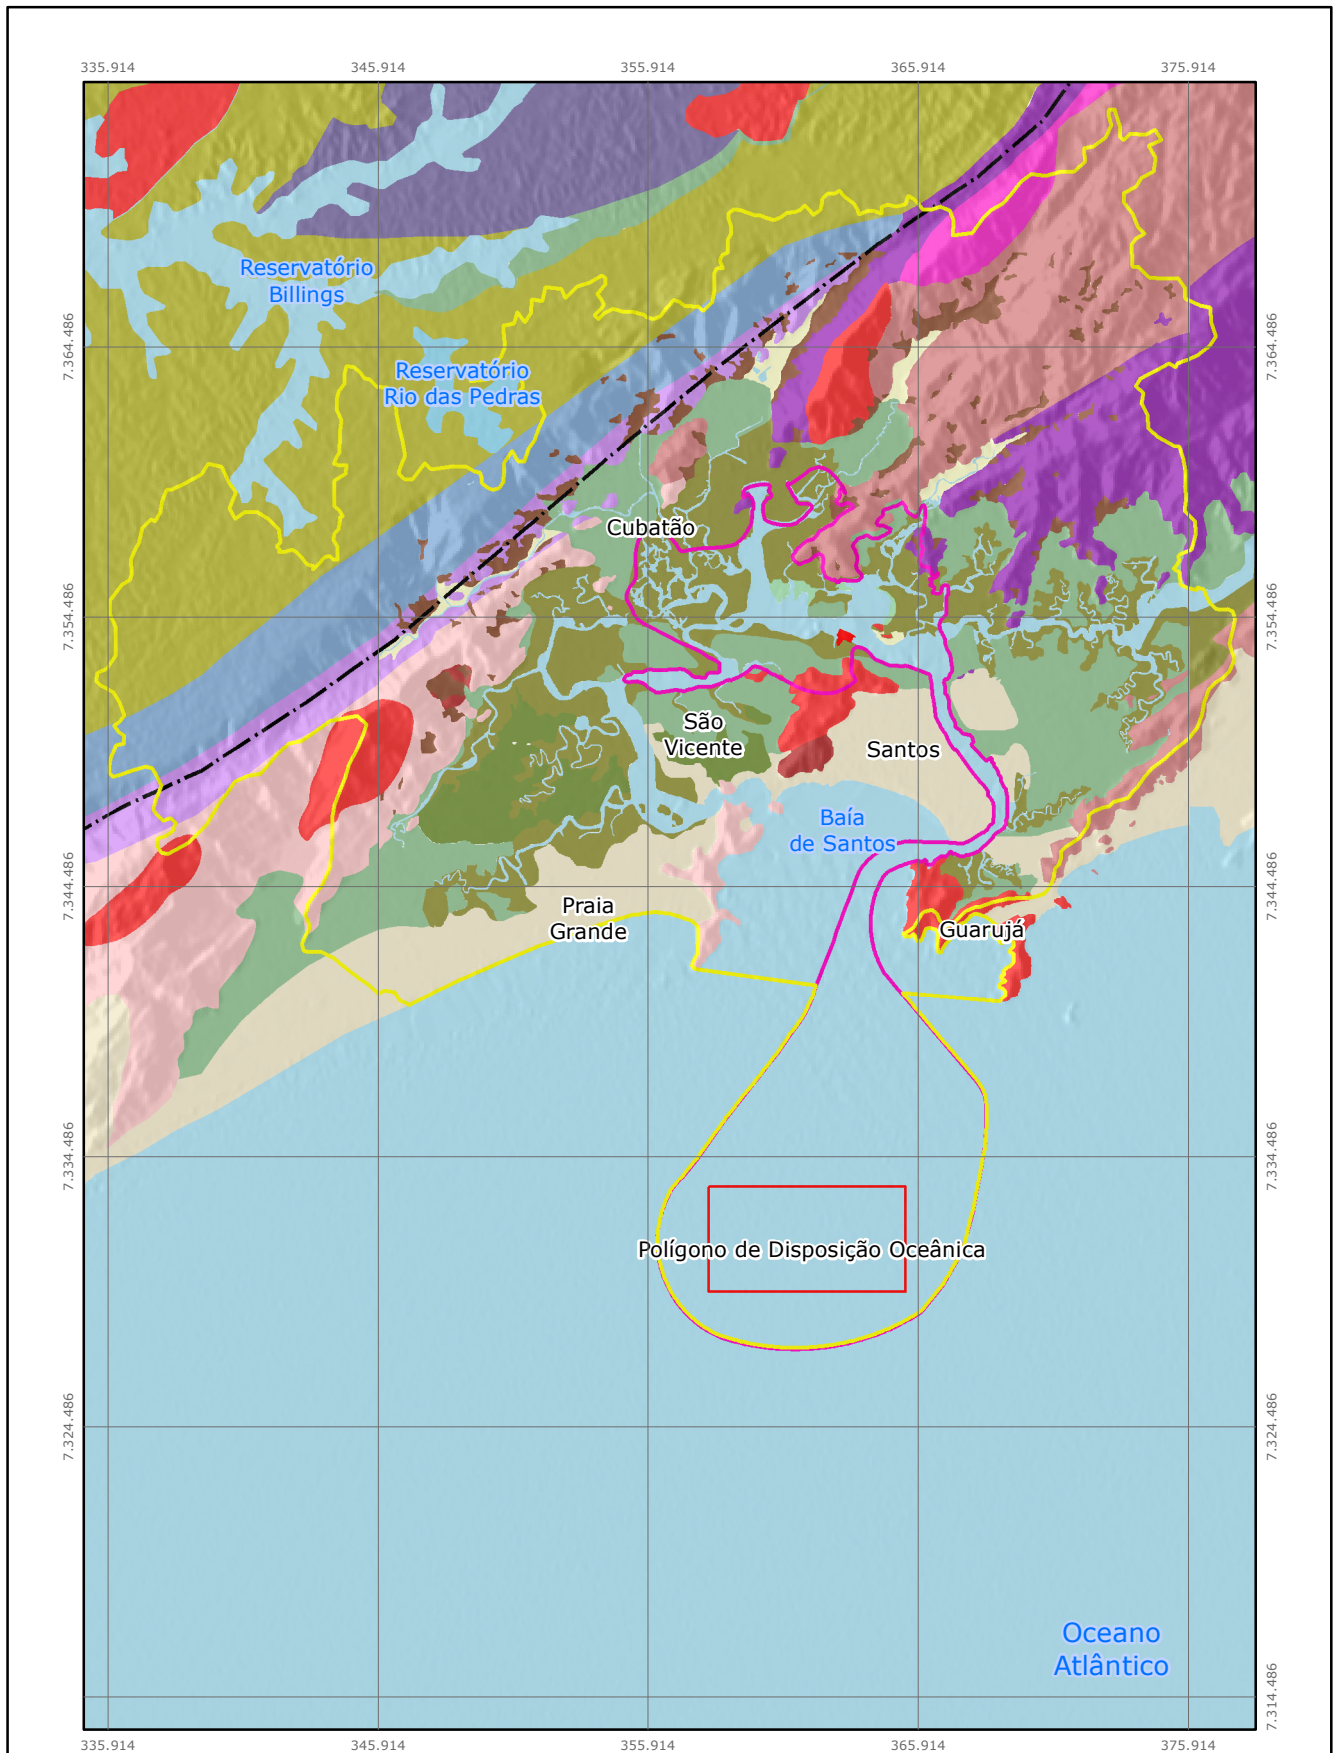 335.914 345.914 355.914 365.914 375.914
Reservatório
Billings
7.364.486 7.364.486
Reservatório
Rio das Pedras
Cubatão
7.354.486 7.354.486
São
Vicente
Santos
Baía
de Santos
7.344.486 7.344.486
Praia
Grande
Guarujá
7.334.486 7.334.486
Polígono de Disposição Oceânica
7.324.486 7.324.486
Oceano
Atlântico
7.314.486 7.314.486
335.914 345.914 355.914 365.914 375.914